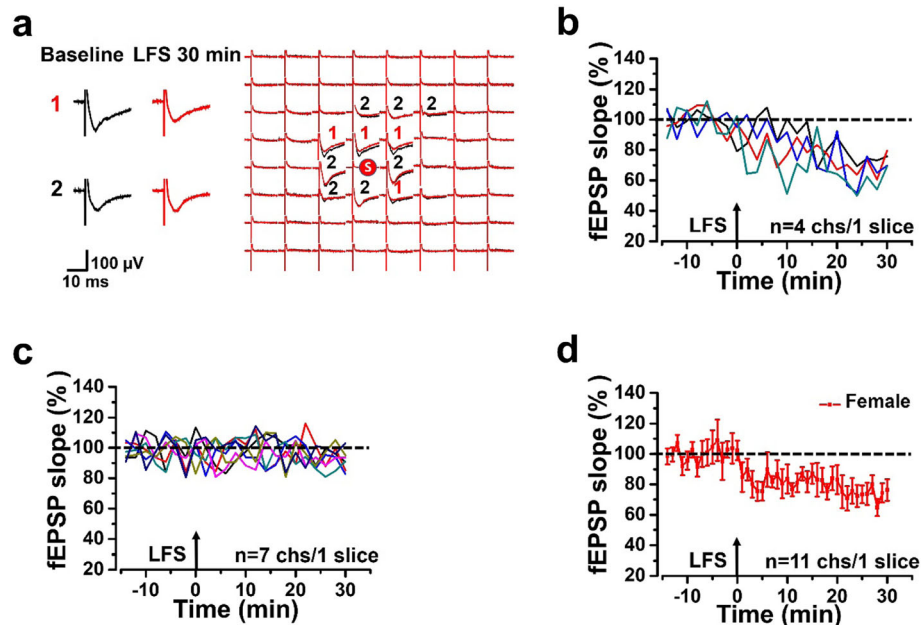 a
Baseline LFS 30 min
1
2
100 µV
10 ms
2 2 2
1 1 1
2 S 2
2 2 1
b
fEPSP slope (%)
140
120
100
80
60
40
20
LFS
n=4 chs/1 slice
-10 0 10 20 30
Time (min)
c
fEPSP slope (%)
140
120
100
80
60
40
20
LFS
n=7 chs/1 slice
-10 0 10 20 30
Time (min)
d
fEPSP slope (%)
140
120
100
80
60
40
20
Female
LFS
n=11 chs/1 slice
-10 0 10 20 30
Time (min)